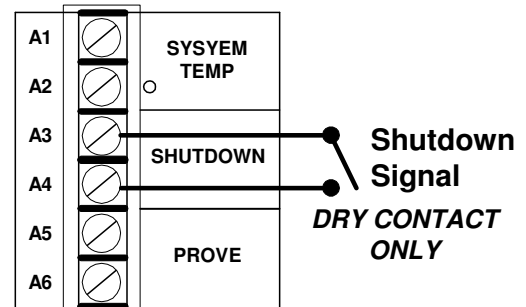 A1
A2
A3
A4
A5
A6
SYSYEM
TEMP
SHUTDOWN
PROVE
Shutdown
Signal
DRY CONTACT
ONLY